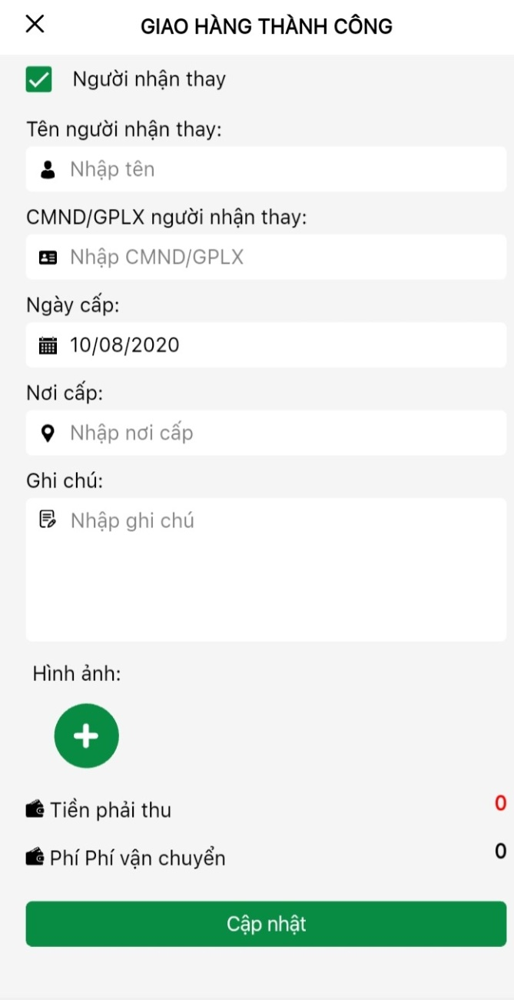 GIAO HÀNG THÀNH CÔNG
Người nhận thay
Tên người nhận thay:
Nhập tên
CMND/GPLX người nhận thay:
Nhập CMND/GPLX
Ngày cấp:
10/08/2020
Nơi cấp:
Nhập nơi cấp
Ghi chú:
Nhập ghi chú
Hình ảnh:
Tiền phải thu 0
Phí Phí vận chuyển 0
Cập nhật